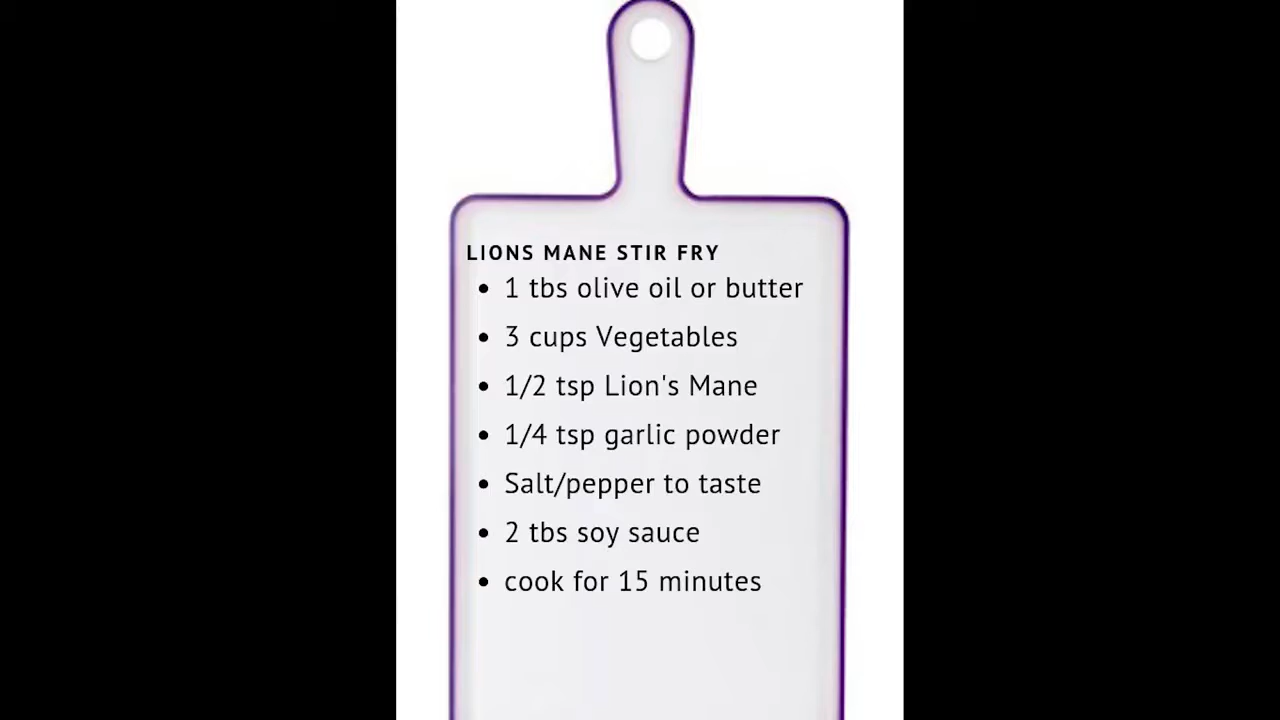 LIONS MANE STIR FRY
• 1 tbs olive oil or butter
• 3 cups Vegetables
• 1/2 tsp Lion's Mane
• 1/4 tsp garlic powder
• Salt/pepper to taste
• 2 tbs soy sauce
• cook for 15 minutes